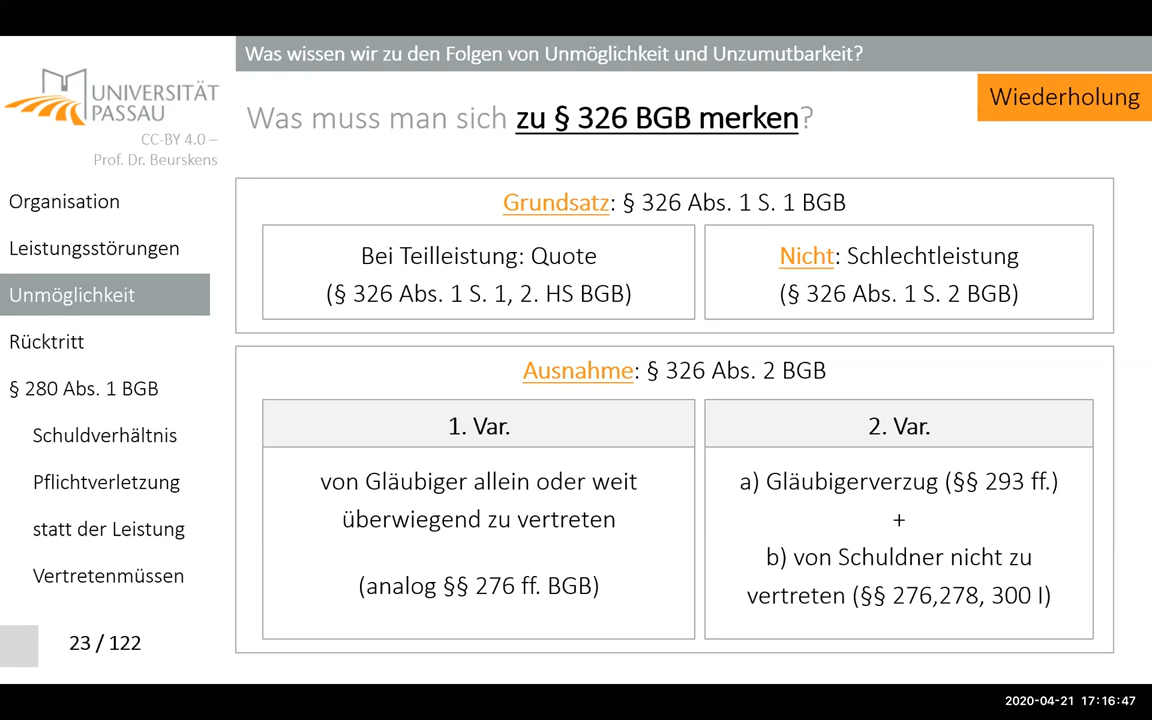 Was wissen wir zu den Folgen von Unmöglichkeit und Unzumutbarkeit?
UNIVERSITÄT
PASSAU
CC-BY 4.0 –
Prof. Dr. Beurskens
Wiederholung
Was muss man sich zu § 326 BGB merken?
Organisation
Leistungsstörungen
Unmöglichkeit
Rücktritt
§ 280 Abs. 1 BGB
Schuldverhältnis
Pflichtverletzung
statt der Leistung
Vertretenmüssen
23 / 122
Grundsatz: § 326 Abs. 1 S. 1 BGB
Bei Teilleistung: Quote
(§ 326 Abs. 1 S. 1, 2. HS BGB)
Nicht: Schlechtleistung
(§ 326 Abs. 1 S. 2 BGB)
Ausnahme: § 326 Abs. 2 BGB
1. Var.
von Gläubiger allein oder weit
überwiegend zu vertreten
(analog §§ 276 ff. BGB)
2. Var.
a) Gläubigerverzug (§§ 293 ff.)
+
b) von Schuldner nicht zu
vertreten (§§ 276,278, 300 I)
2020-04-21 17:16:47